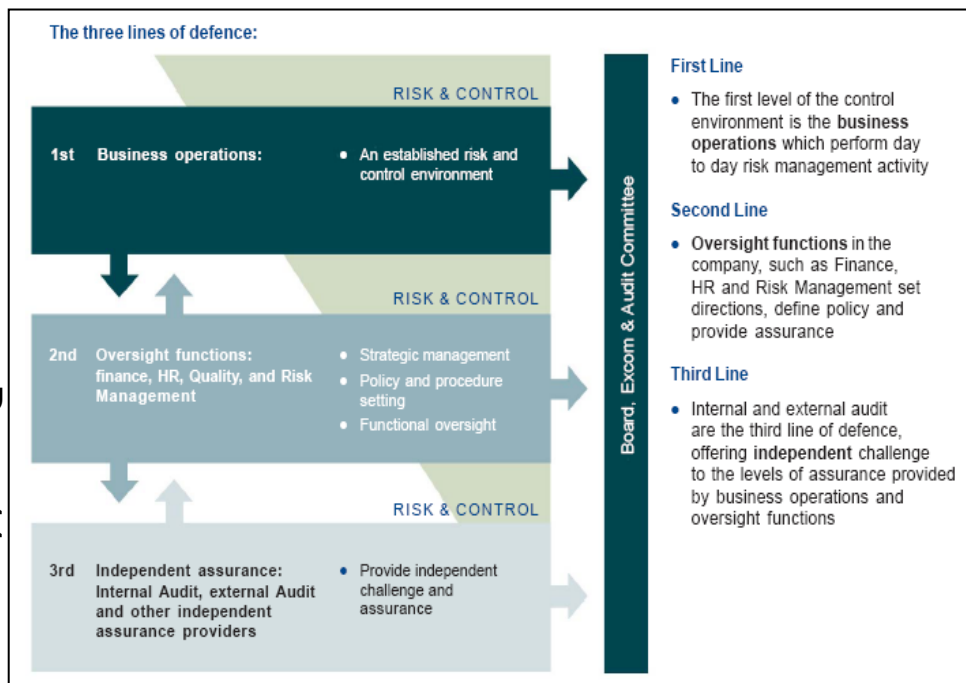 The three lines of defence:
RISK & CONTROL
1st Business operations:
• An established risk and
control environment
RISK & CONTROL
2nd Oversight functions:
finance, HR, Quality, and Risk
Management
• Strategic management
• Policy and procedure
setting
• Functional oversight
RISK & CONTROL
3rd Independent assurance:
Internal Audit, external Audit
and other independent
assurance providers
• Provide independent
challenge and
assurance
Board, Excom & Audit Committee
First Line
• The first level of the control
environment is the business
operations which perform day
to day risk management activity
Second Line
• Oversight functions in the
company, such as Finance,
HR and Risk Management set
directions, define policy and
provide assurance
Third Line
• Internal and external audit
are the third line of defence,
offering independent challenge
to the levels of assurance provided
by business operations and
oversight functions